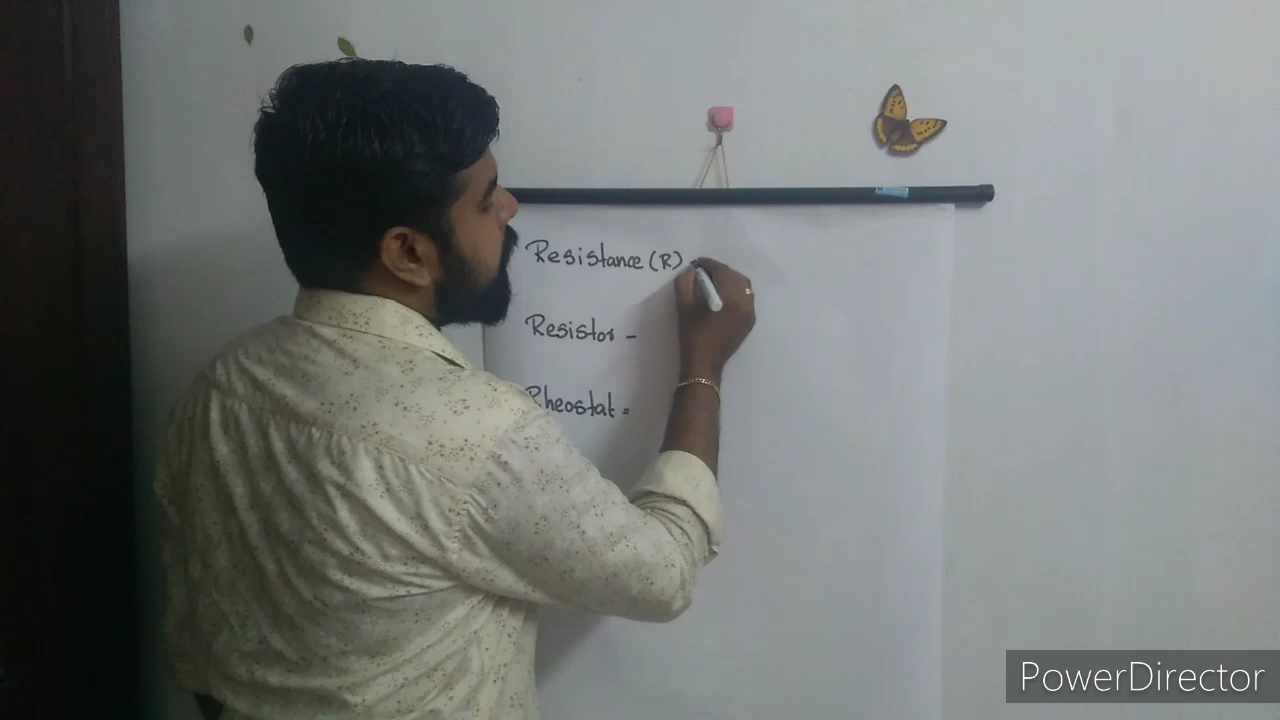 Resistance (R) -
Resistor -
Rheostat =
PowerDirector